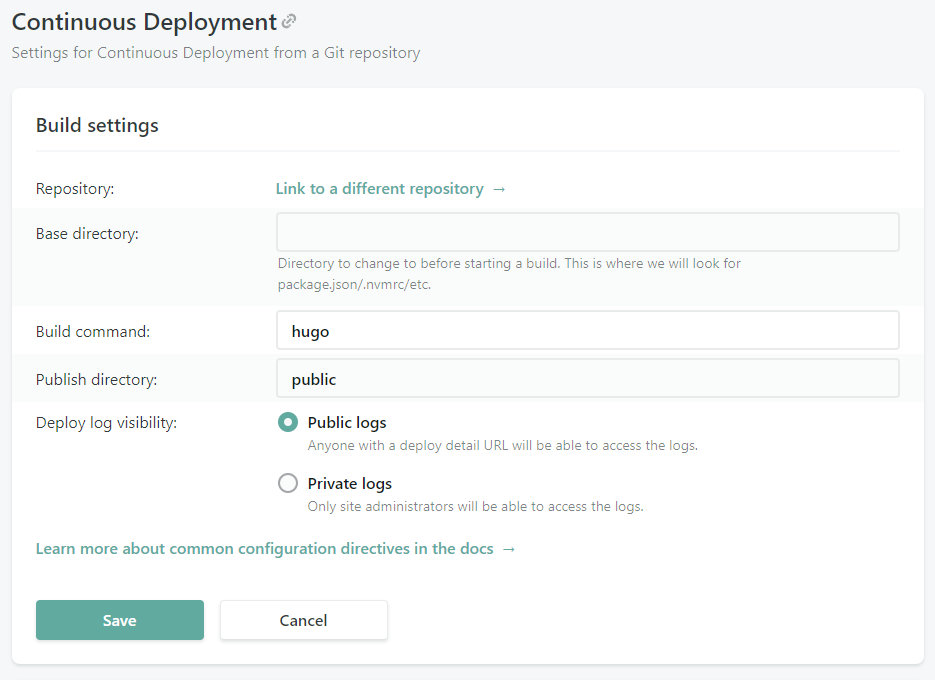 Continuous Deployment
Settings for Continuous Deployment from a Git repository
Build settings
Repository:
Link to a different repository →
Base directory:
Directory to change to before starting a build. This is where we will look for
package.json/.nvmrc/etc.
Build command:
hugo
Publish directory:
public
Deploy log visibility:
Public logs
Anyone with a deploy detail URL will be able to access the logs.
Private logs
Only site administrators will be able to access the logs.
Learn more about common configuration directives in the docs →
Save
Cancel